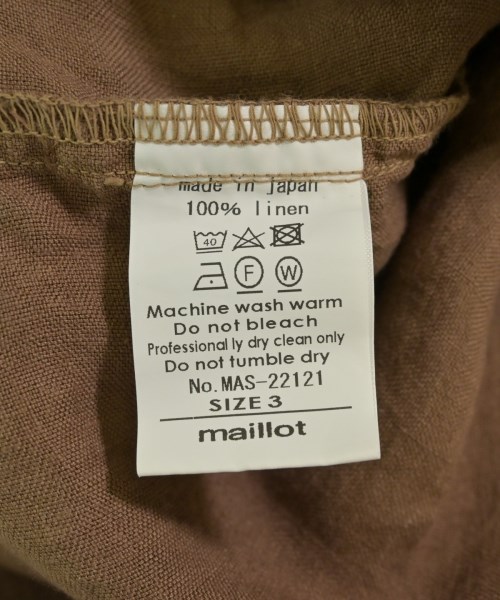 made in japan
100% linen
40
F W
Machine wash warm
Do not bleach
Professional ly dry clean only
Do not tumble dry
No.MAS-22121
SIZE 3
maillot